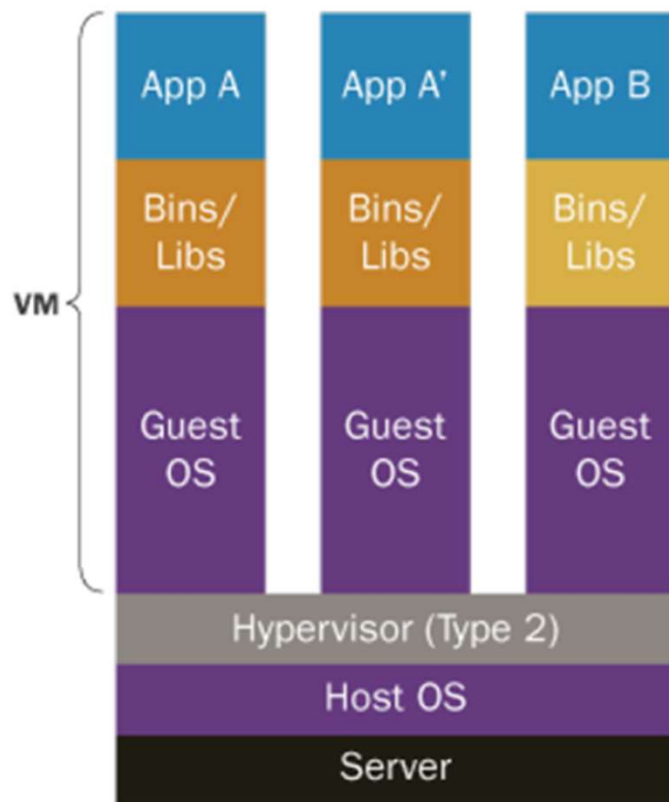 App A
App A'
App B
Bins/
Libs
Bins/
Libs
Bins/
Libs
VM
Guest
OS
Guest
OS
Guest
OS
Hypervisor (Type 2)
Host OS
Server